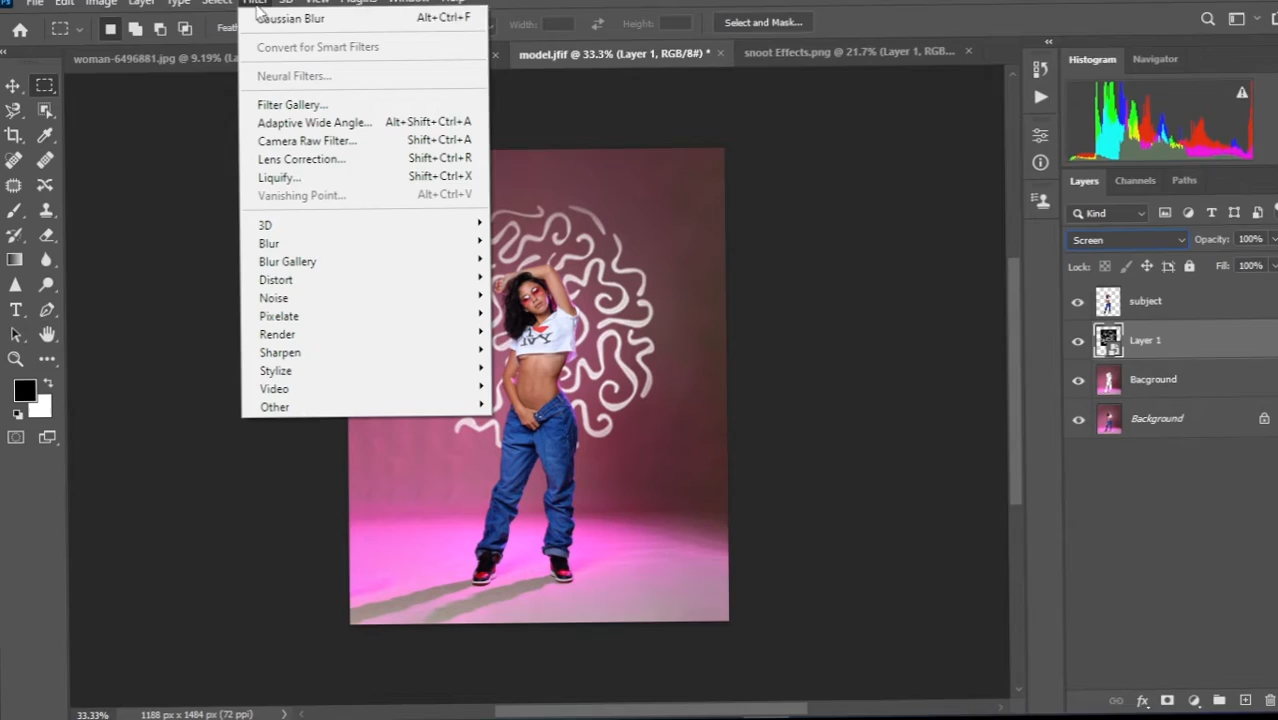 File Edit Image Layer Type Select Filter 3D View Plugins Window Help
Width: Height: Select and Mask...
woman-6496881.jpg @ 9.19% model.jfif @ 33.3% (Layer 1, RGB/8#) * × snoot Effects.png @ 21.7% (Layer 1, RGB... ×
Gaussian Blur Alt+Ctrl+F
Convert for Smart Filters
Neural Filters...
Filter Gallery...
Adaptive Wide Angle... Alt+Shift+Ctrl+A
Camera Raw Filter... Shift+Ctrl+A
Lens Correction... Shift+Ctrl+R
Liquify... Shift+Ctrl+X
Vanishing Point... Alt+Ctrl+V
3D
Blur
Blur Gallery
Distort
Noise
Pixelate
Render
Sharpen
Stylize
Video
Other
Histogram Navigator
Layers Channels Paths
Kind
Screen Opacity: 100%
Lock: Fill: 100%
subject
Layer 1
Bacground
Background
33.33% 1188 px x 1484 px (72 ppi)